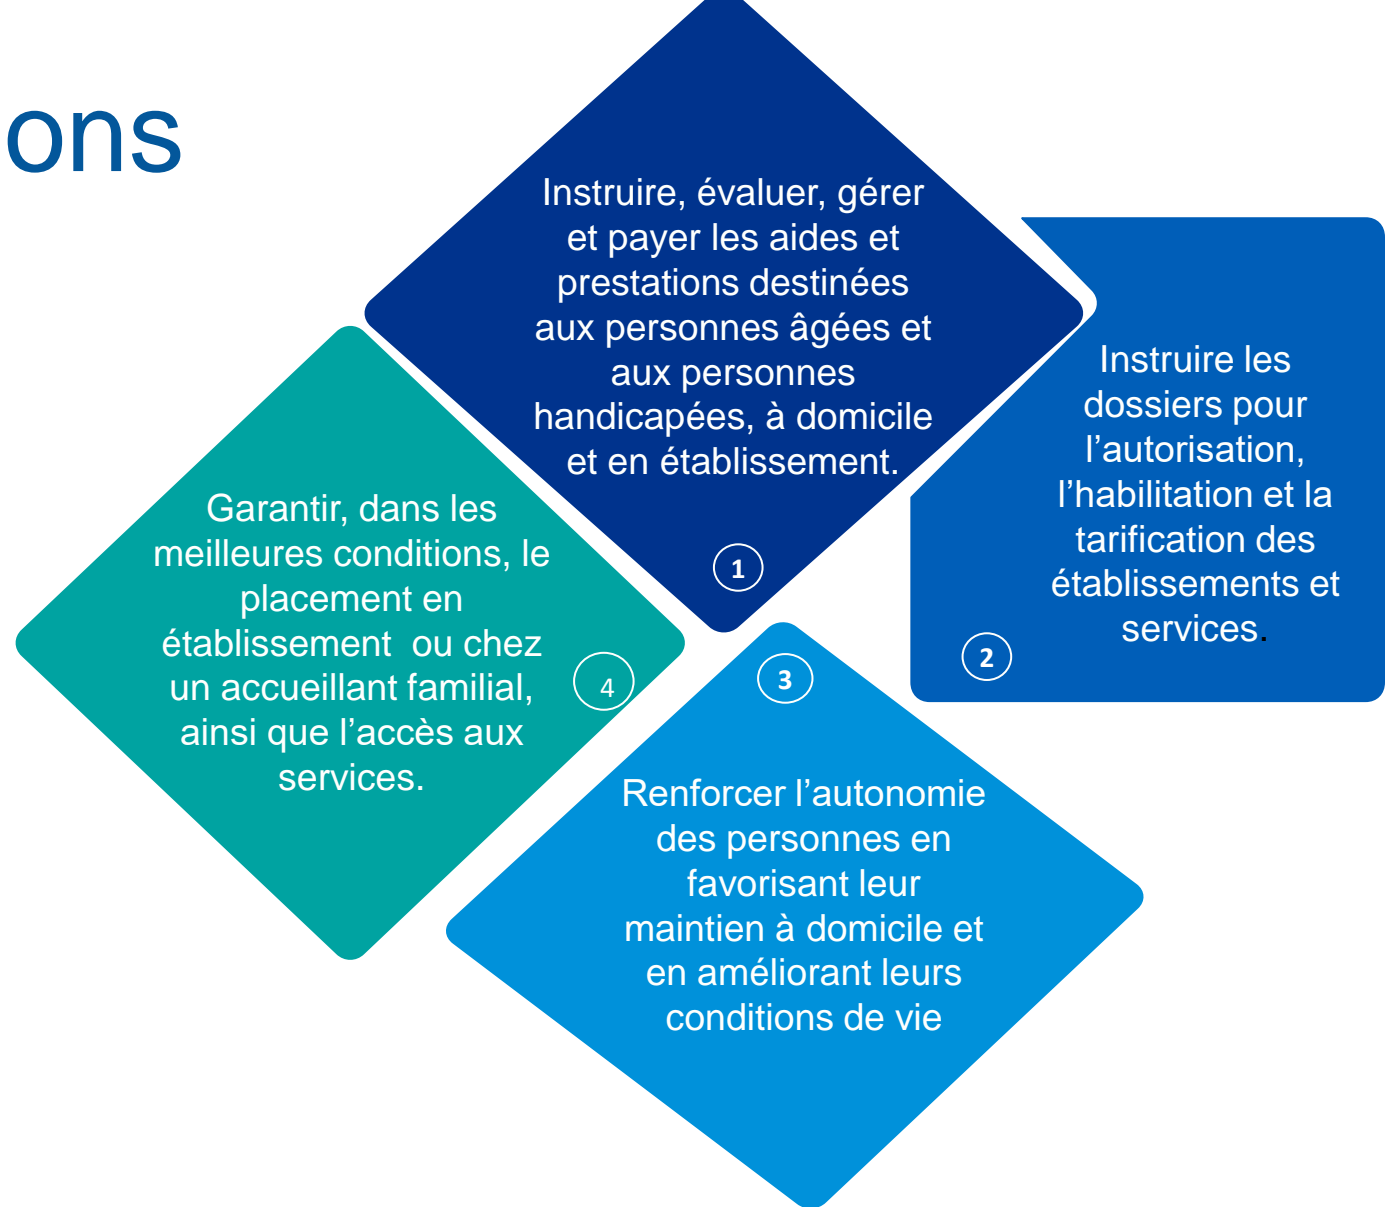 ons
Instruire, évaluer, gérer
et payer les aides et
prestations destinées
aux personnes âgées et
aux personnes
handicapées, à domicile
et en établissement.
1
Instruire les
dossiers pour
l’autorisation,
l’habilitation et la
tarification des
établissements et
services.
2
3
Renforcer l’autonomie
des personnes en
favorisant leur
maintien à domicile et
en améliorant leurs
conditions de vie
Garantir, dans les
meilleures conditions, le
placement en
établissement  ou chez
un accueillant familial,
ainsi que l’accès aux
services.
4